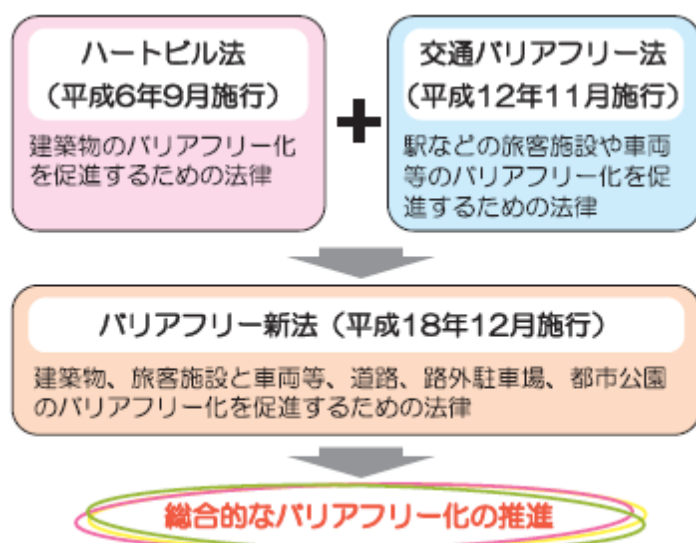 ハートビル法
（平成6年9月施行）
建築物のバリアフリー化
を促進するための法律
+
交通バリアフリー法
（平成12年11月施行）
駅などの旅客施設や車両
等のバリアフリー化を促
進するための法律
バリアフリー新法（平成18年12月施行）
建築物、旅客施設と車両等、道路、路外駐車場、都市公園
のバリアフリー化を促進するための法律
総合的なバリアフリー化の推進